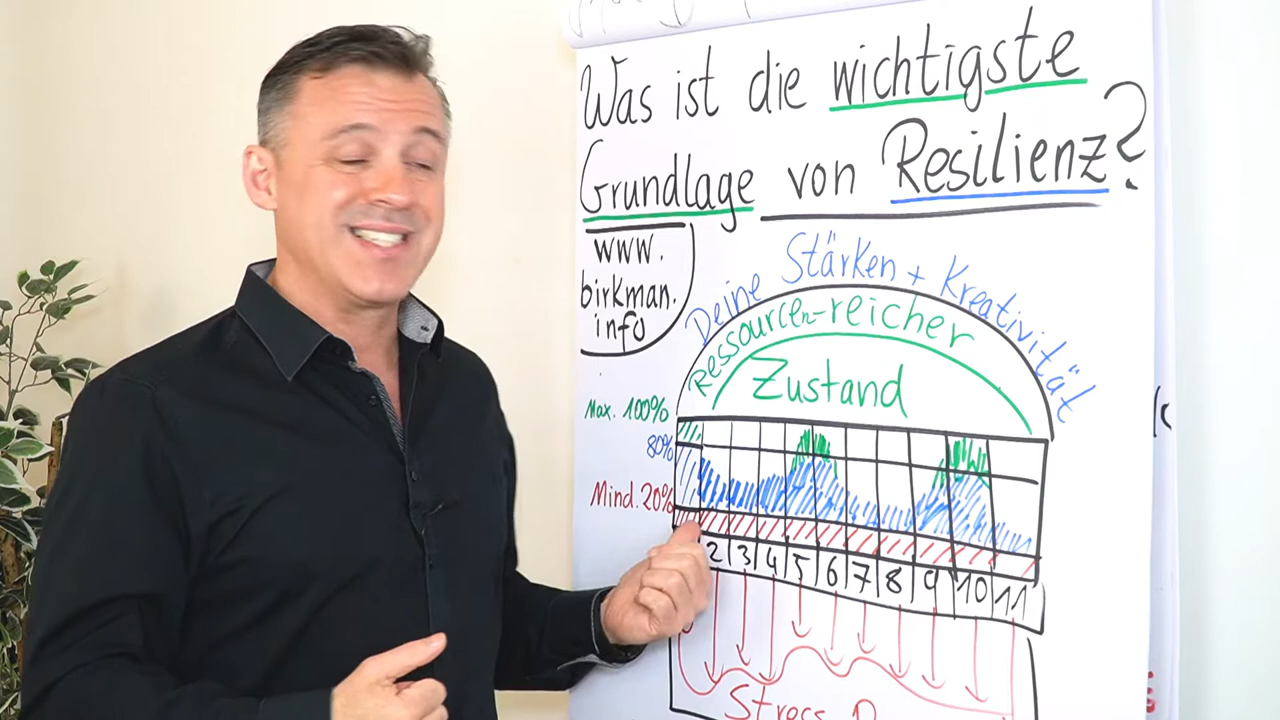 Was ist die wichtigste
Grundlage von Resilienz?
www.
birkman.
info
Deine Stärken + Kreativität
Ressourcen-reicher
Zustand
Max. 100%
80%
Mind. 20%
2 3 4 5 6 7 8 9 10 11
Stress